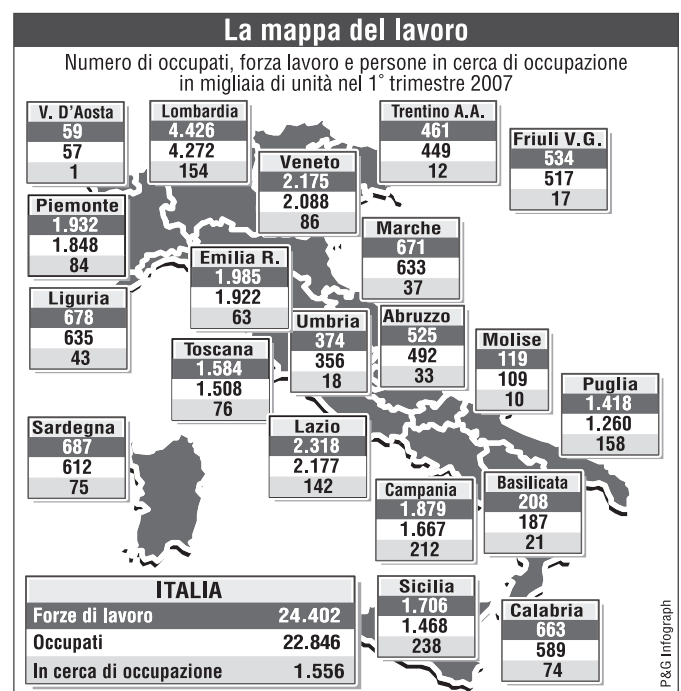 La mappa del lavoro
Numero di occupati, forza lavoro e persone in cerca di occupazione
in migliaia di unità nel 1° trimestre 2007
V. D'Aosta
59
57
1
Lombardia
4.426
4.272
154
Trentino A.A.
461
449
12
Friuli V.G.
534
517
17
Veneto
2.175
2.088
86
Piemonte
1.932
1.848
84
Marche
671
633
37
Emilia R.
1.985
1.922
63
Liguria
678
635
43
Umbria
374
356
18
Abruzzo
525
492
33
Molise
119
109
10
Toscana
1.584
1.508
76
Puglia
1.418
1.260
158
Sardegna
687
612
75
Lazio
2.318
2.177
142
Campania
1.879
1.667
212
Basilicata
208
187
21
Sicilia
1.706
1.468
238
Calabria
663
589
74
ITALIA
Forze di lavoro 24.402
Occupati 22.846
In cerca di occupazione 1.556
P&G Infograph